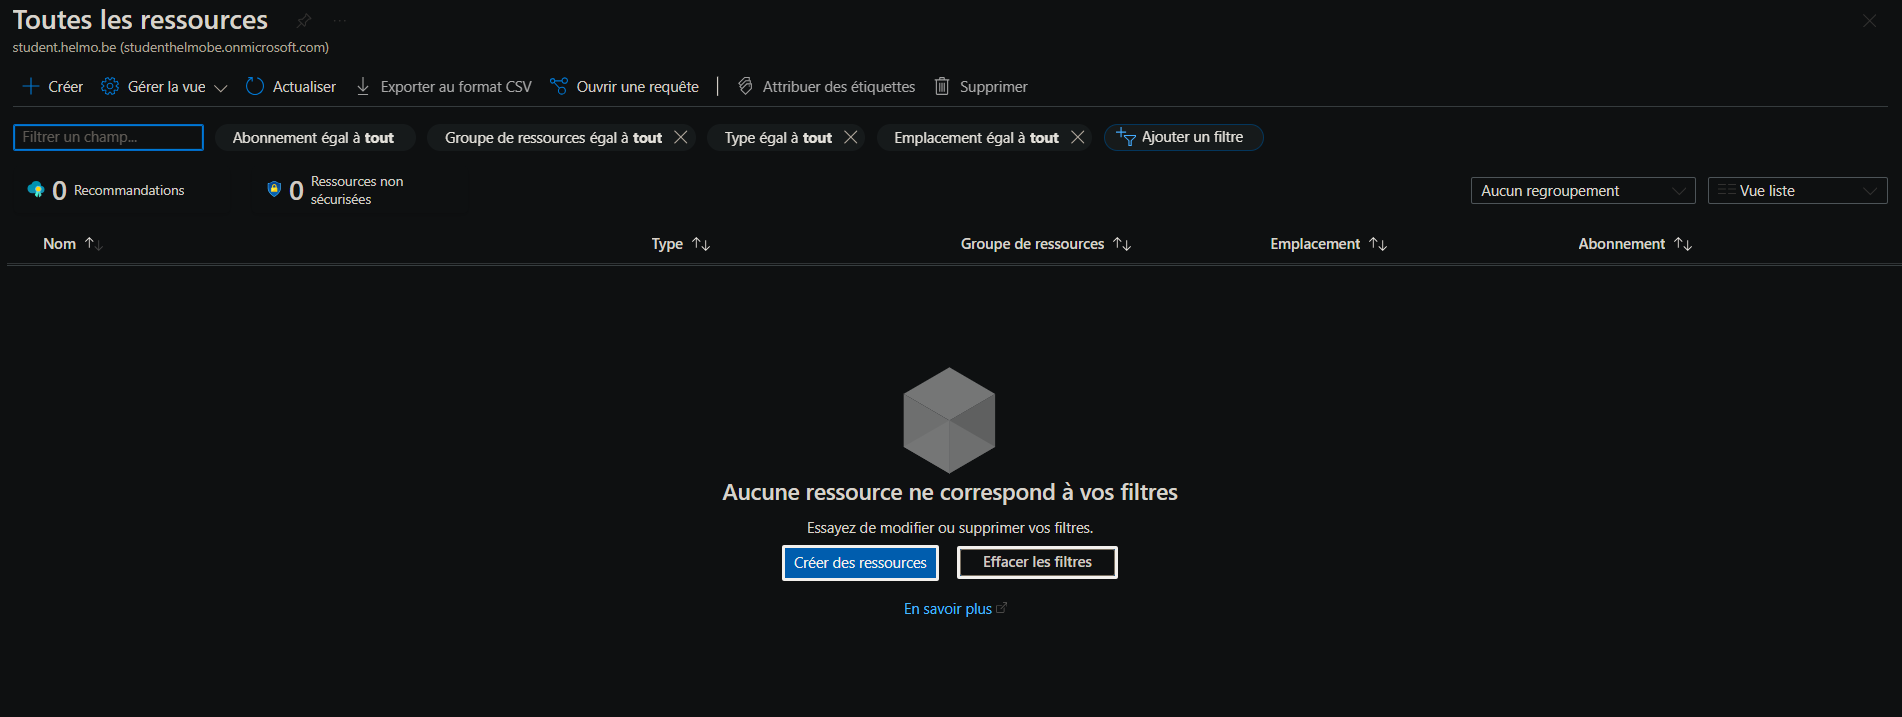 Toutes les ressources
student.helmo.be (studenthelmobe.onmicrosoft.com)
Créer Gérer la vue Actualiser Exporter au format CSV Ouvrir une requête Attribuer des étiquettes Supprimer
Filtrer un champ... Abonnement égal à tout Groupe de ressources égal à tout Type égal à tout Emplacement égal à tout Ajouter un filtre
0 Recommandations
0 Ressources non
sécurisées
Aucun regroupement Vue liste
Nom Type Groupe de ressources Emplacement Abonnement
Aucune ressource ne correspond à vos filtres
Essayez de modifier ou supprimer vos filtres.
Créer des ressources Effacer les filtres
En savoir plus